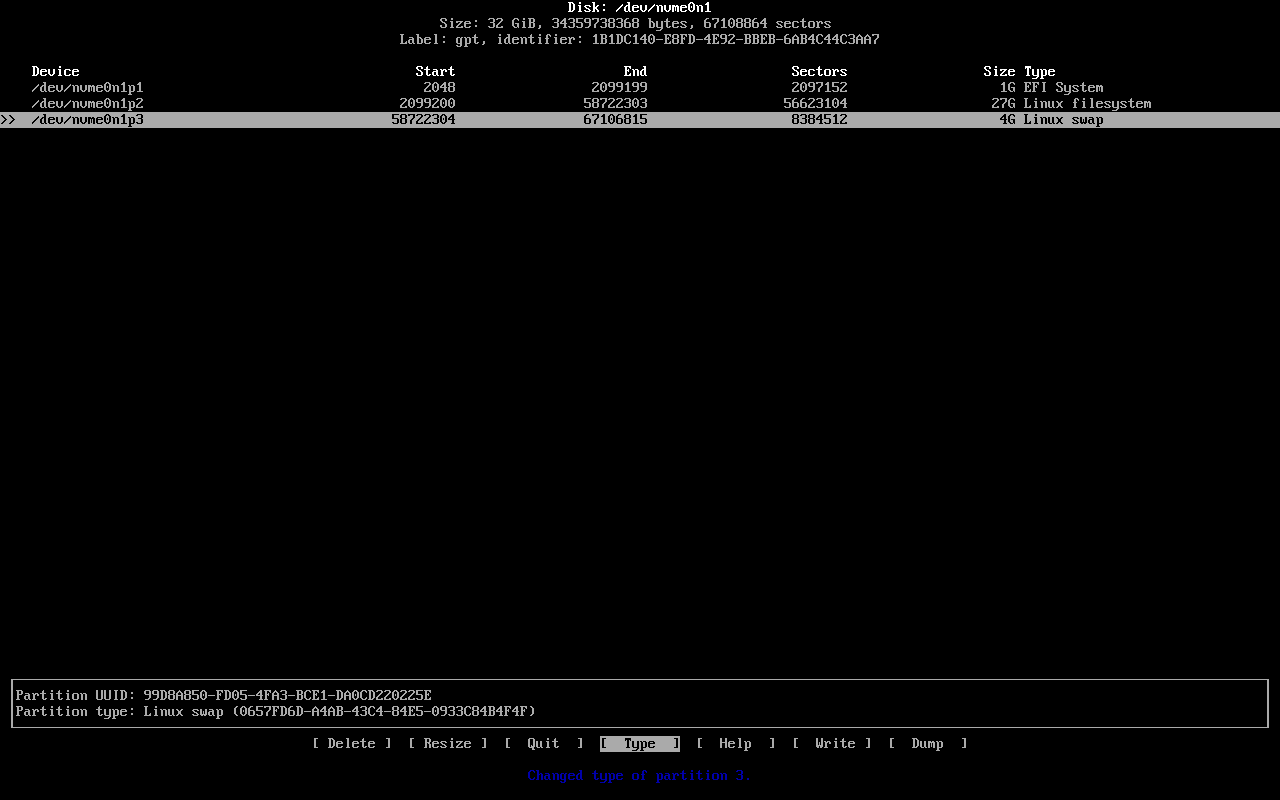 Disk: /dev/nvme0n1
Size: 32 GiB, 34359738368 bytes, 67108864 sectors
Label: gpt, identifier: 1B1DC140-E8FD-4E92-BBEB-6AB4C44C3AA7
Device Start End Sectors Size Type
/dev/nvme0n1p1 2048 2099199 2097152 1G EFI System
/dev/nvme0n1p2 2099200 58722303 56623104 27G Linux filesystem
>> /dev/nvme0n1p3 58722304 67106815 8384512 4G Linux swap
Partition UUID: 99D8A850-FD05-4FA3-BCE1-DA0CD220225E
Partition type: Linux swap (0657FD6D-A4AB-43C4-84E5-0933C84B4F4F)
[ Delete ] [ Resize ] [ Quit ] [ Type ] [ Help ] [ Write ] [ Dump ]
Changed type of partition 3.